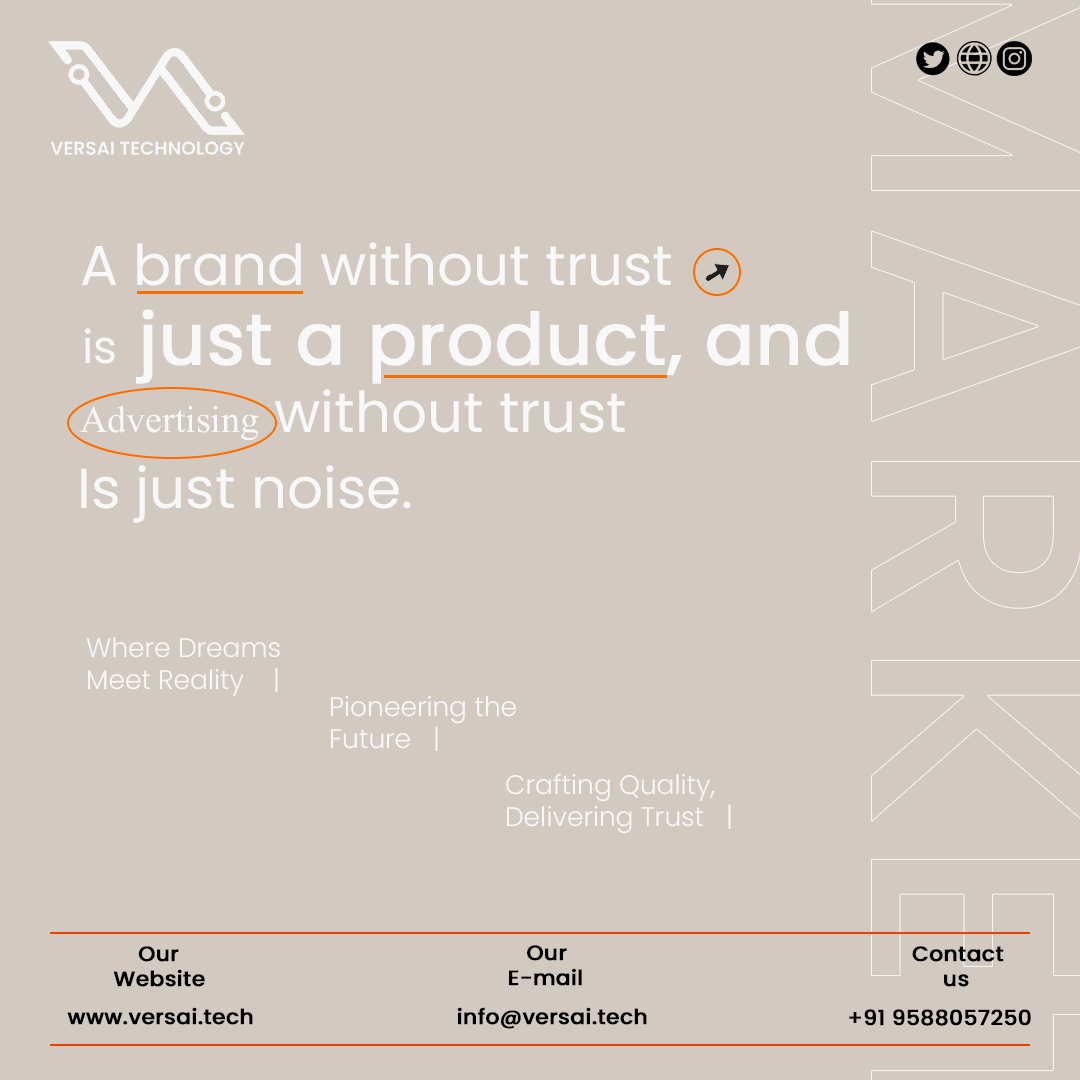 VERSAI TECHNOLOGY
A brand without trust
is just a product, and
Advertising without trust
Is just noise.
Where Dreams
Meet Reality |
Pioneering the
Future |
Crafting Quality,
Delivering Trust |
MARKET
Our
Website
www.versai.tech
Our
E-mail
info@versai.tech
Contact
us
+91 9588057250